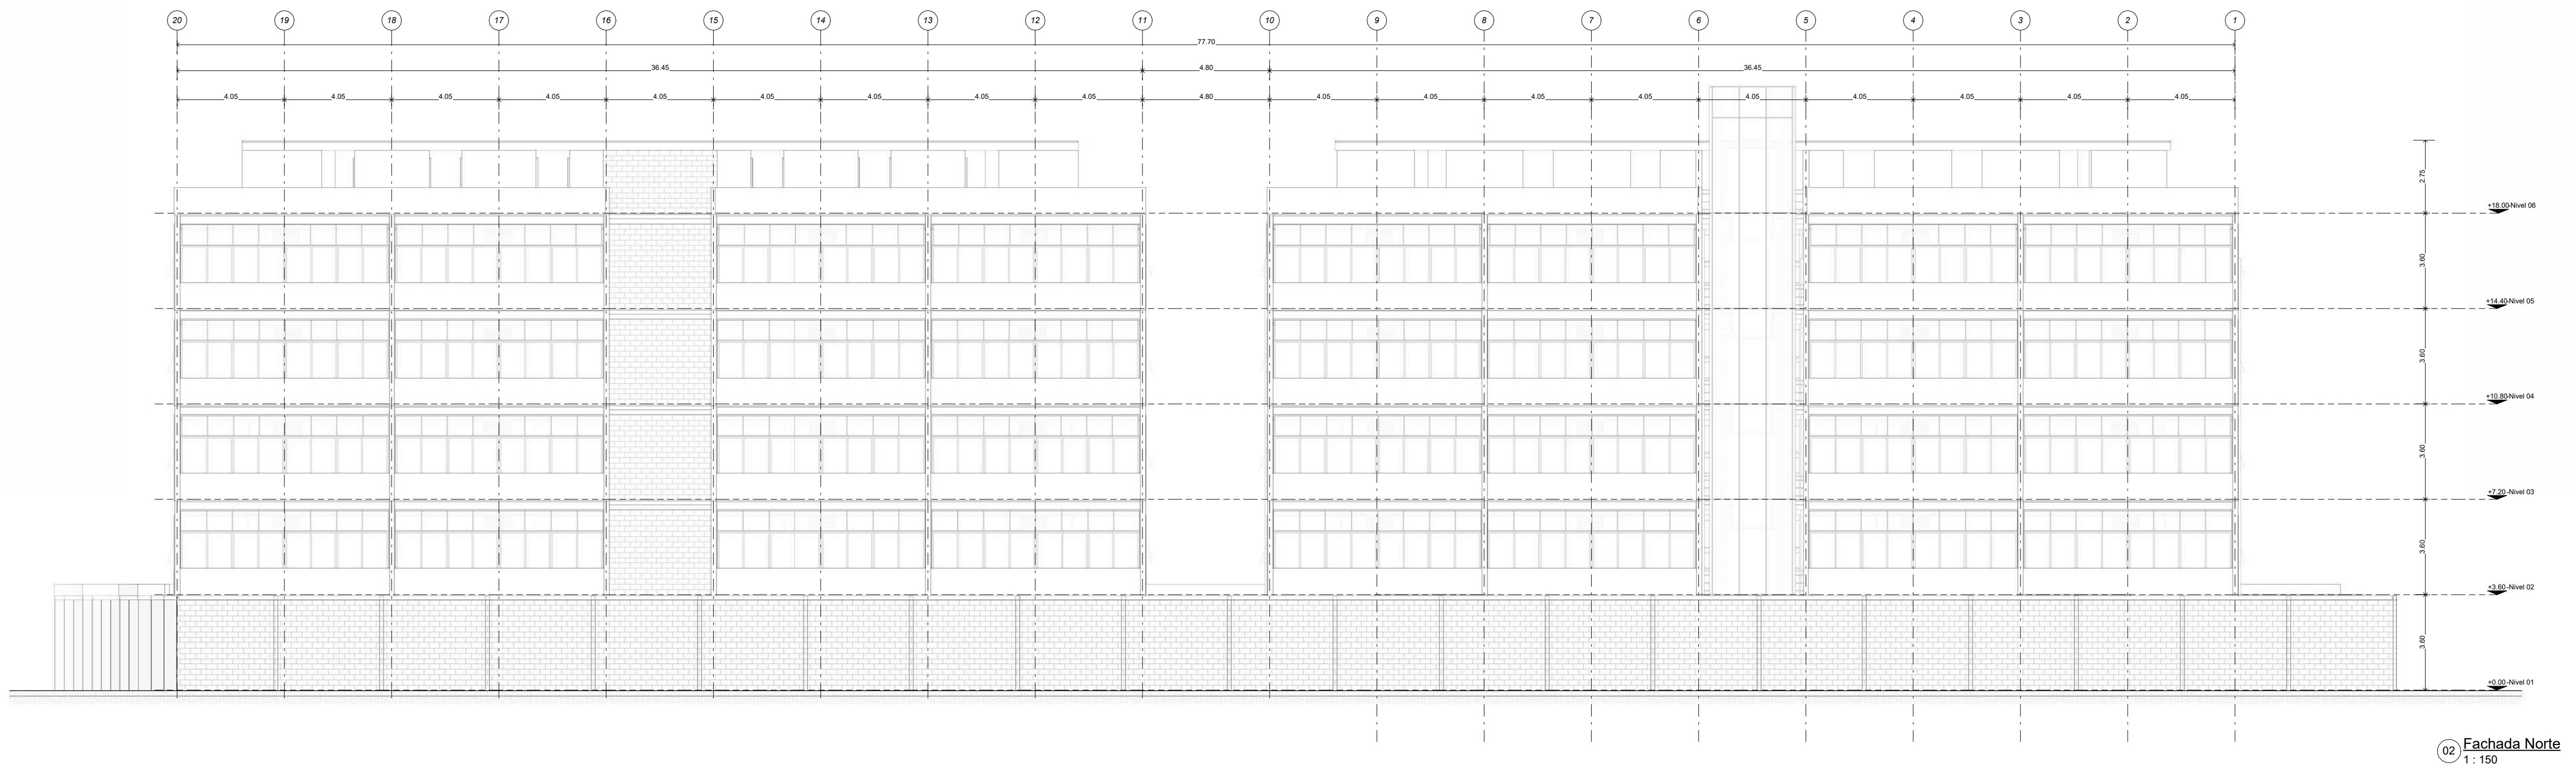 20 19 18 17 16 15 14 13 12 11 10 9 8 7 6 5 4 3 2 1
77.70
36.45 4.80 36.45
4.05 4.05 4.05 4.05 4.05 4.05 4.05 4.05 4.05 4.80 4.05 4.05 4.05 4.05 4.05 4.05 4.05 4.05 4.05
2.75
+18.00-Nivel 06
3.60
+14.40-Nivel 05
3.60
+10.80-Nivel 04
3.60
+7.20-Nivel 03
3.60
+3.60-Nivel 02
3.60
+0.00-Nivel 01
02 Fachada Norte
1 : 150